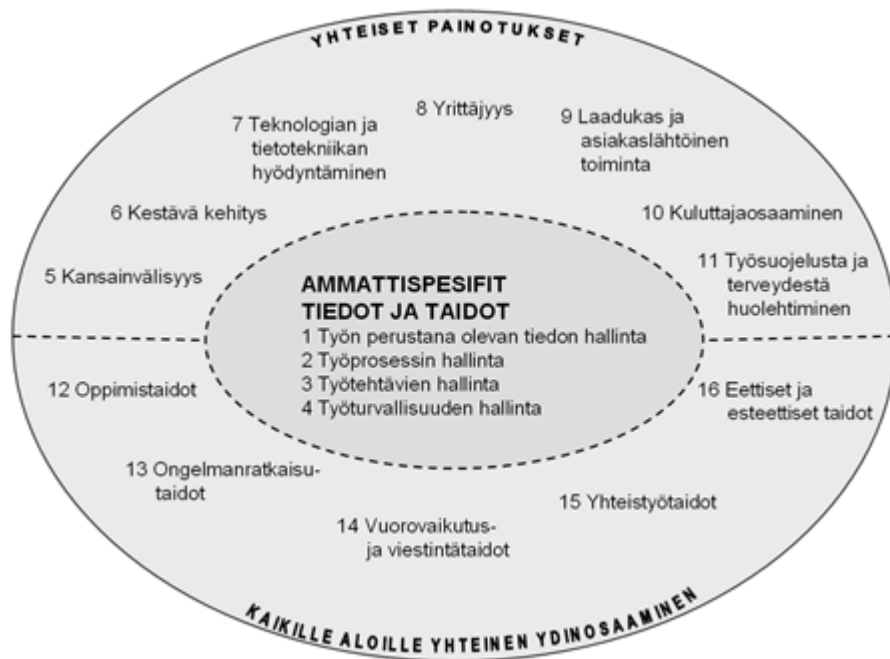 YHTEISET PAINOTUKSET
8 Yrittäjyys
7 Teknologian ja
tietotekniikan
hyödyntäminen
9 Laadukas ja
asiakaslähtöinen
toiminta
6 Kestävä kehitys
10 Kuluttajaosaaminen
5 Kansainvälisyys
11 Työsuojelusta ja
terveydestä
huolehtiminen
AMMATTISPESIFIT
TIEDOT JA TAIDOT
1 Työn perustana olevan tiedon hallinta
2 Työprosessin hallinta
3 Työtehtävien hallinta
4 Työturvallisuuden hallinta
12 Oppimistaidot
16 Eettiset ja
esteettiset taidot
13 Ongelmanratkaisu-
taidot
15 Yhteistyötaidot
14 Vuorovaikutus-
ja viestintätaidot
KAIKILLE ALOILLE YHTEINEN YDINOSAAMINEN